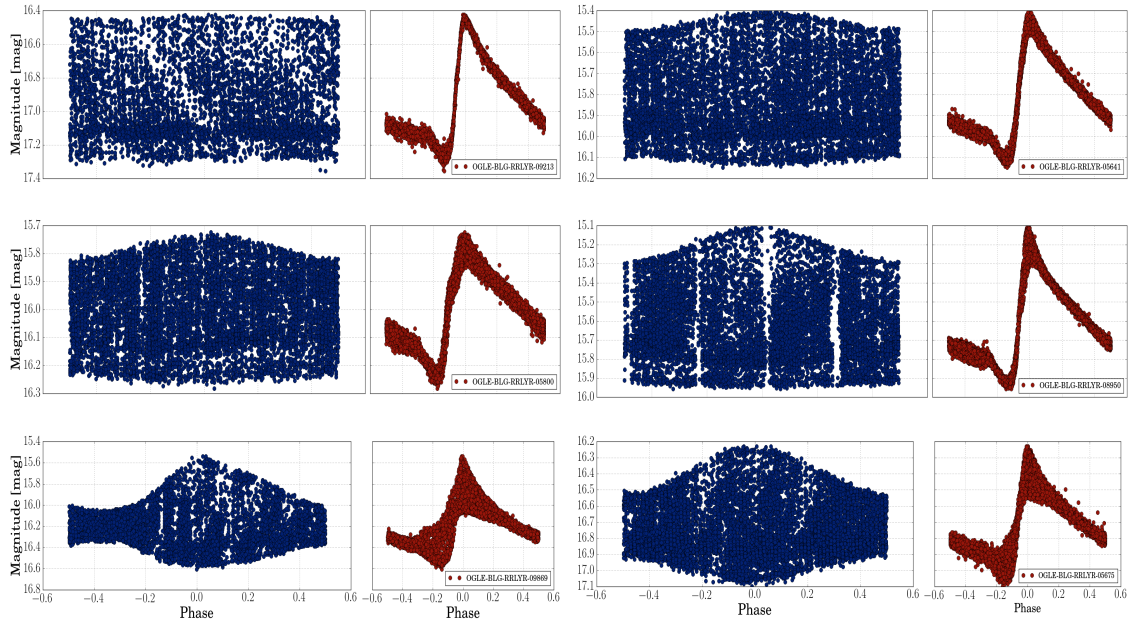 16.4
16.6
16.8
17.0
17.2
17.4
Magnitude [mag]
OGLE-BLG-RRLYR-09213
15.4
15.5
15.6
15.7
15.8
15.9
16.0
16.1
16.2
OGLE-BLG-RRLYR-05641
15.7
15.8
15.9
16.0
16.1
16.2
16.3
Magnitude [mag]
OGLE-BLG-RRLYR-05800
15.1
15.2
15.3
15.4
15.5
15.6
15.7
15.8
15.9
16.0
OGLE-BLG-RRLYR-08950
15.4
15.6
15.8
16.0
16.2
16.4
16.6
16.8
Magnitude [mag]
−0.6 −0.4 −0.2 0.0 0.2 0.4 0.6
Phase
OGLE-BLG-RRLYR-09869
−0.4 −0.2 0.0 0.2 0.4 0.6
Phase
16.2
16.3
16.4
16.5
16.6
16.7
16.8
16.9
17.0
17.1
−0.6 −0.4 −0.2 0.0 0.2 0.4 0.6
Phase
OGLE-BLG-RRLYR-05675
−0.4 −0.2 0.0 0.2 0.4 0.6
Phase